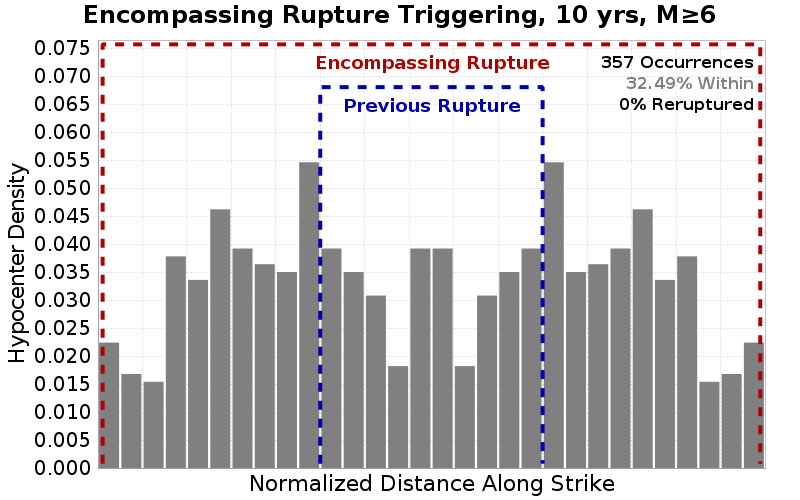 Encompassing Rupture Triggering, 10 yrs, M≥6
Encompassing Rupture
Previous Rupture
357 Occurrences
32.49% Within
0% Reruptured
Hypocenter Density
0.075
0.070
0.065
0.060
0.055
0.050
0.045
0.040
0.035
0.030
0.025
0.020
0.015
0.010
0.005
0.000
Normalized Distance Along Strike